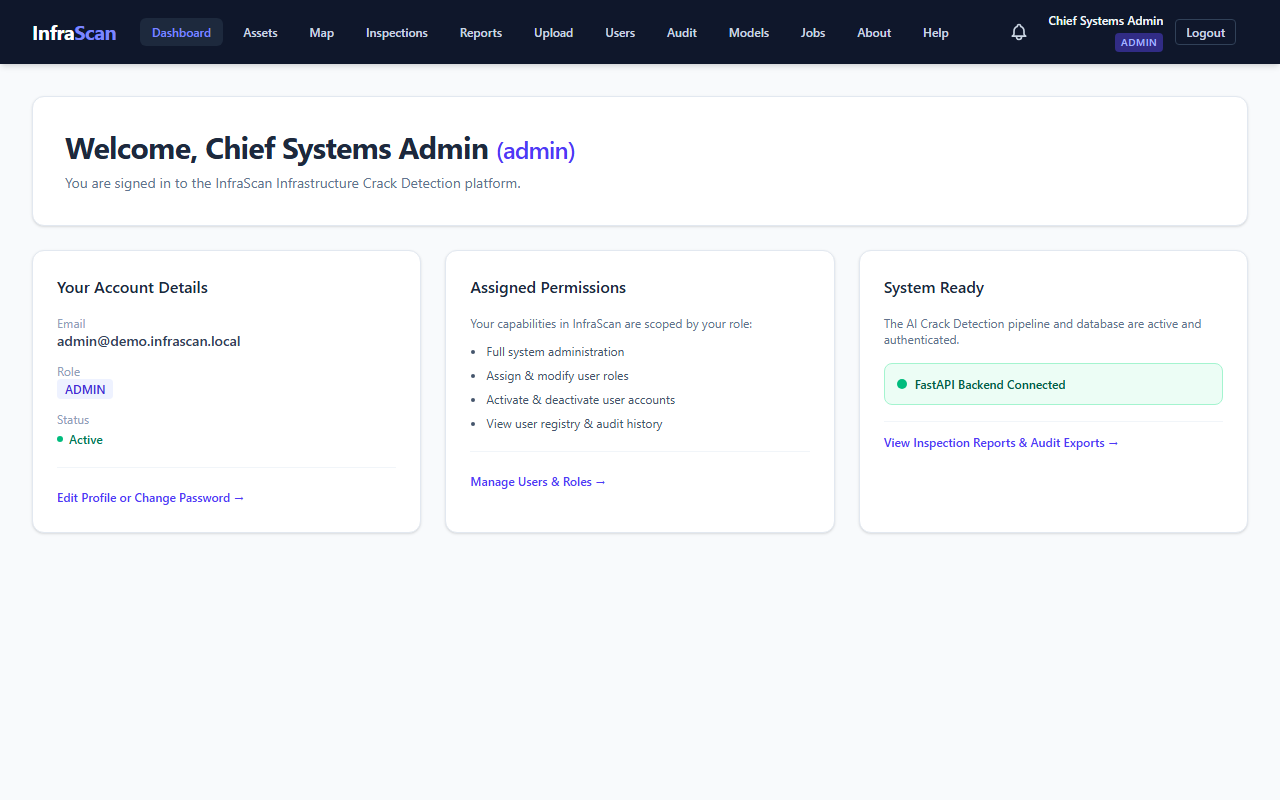 InfraScan
Dashboard
Assets
Map
Inspections
Reports
Upload
Users
Audit
Models
Jobs
About
Help
Chief Systems Admin
ADMIN
Logout
Welcome, Chief Systems Admin (admin)
You are signed in to the InfraScan Infrastructure Crack Detection platform.
Your Account Details
Email
admin@demo.infrascan.local
Role
ADMIN
Status
Active
Edit Profile or Change Password →
Assigned Permissions
Your capabilities in InfraScan are scoped by your role:
• Full system administration
• Assign & modify user roles
• Activate & deactivate user accounts
• View user registry & audit history
Manage Users & Roles →
System Ready
The AI Crack Detection pipeline and database are active and
authenticated.
FastAPI Backend Connected
View Inspection Reports & Audit Exports →